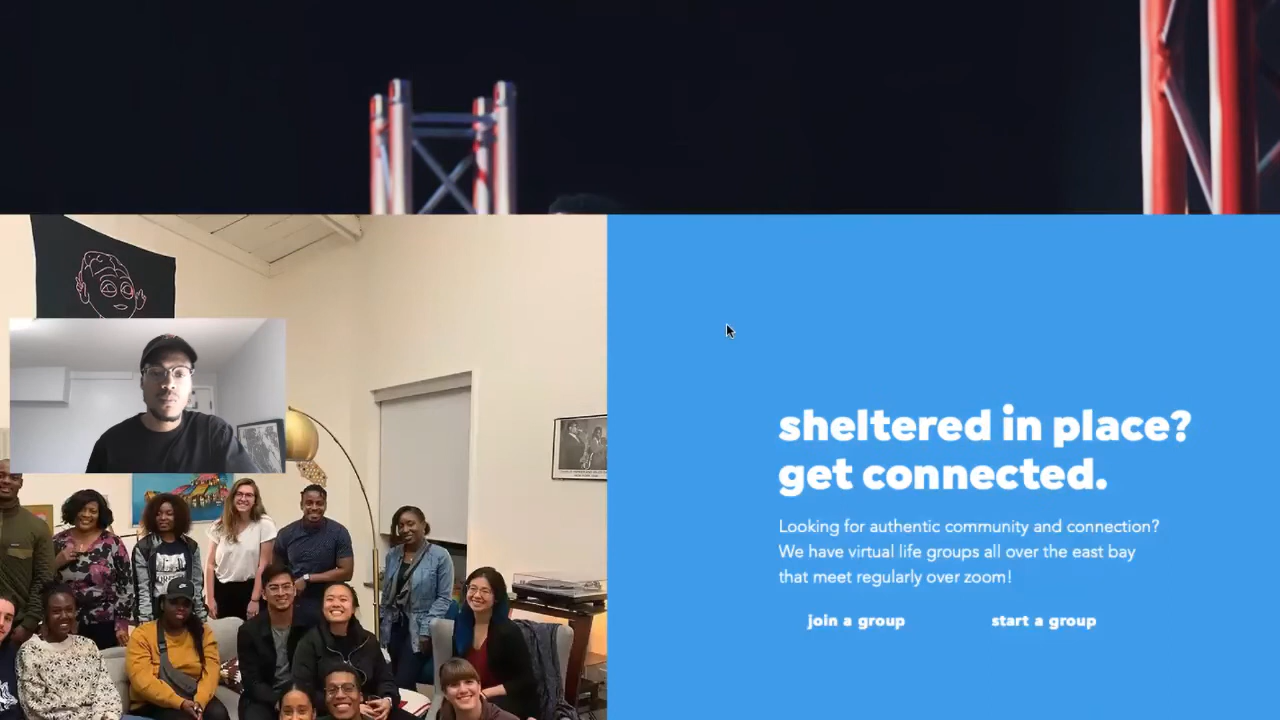 sheltered in place?
get connected.
Looking for authentic community and connection?
We have virtual life groups all over the east bay
that meet regularly over zoom!
join a group
start a group